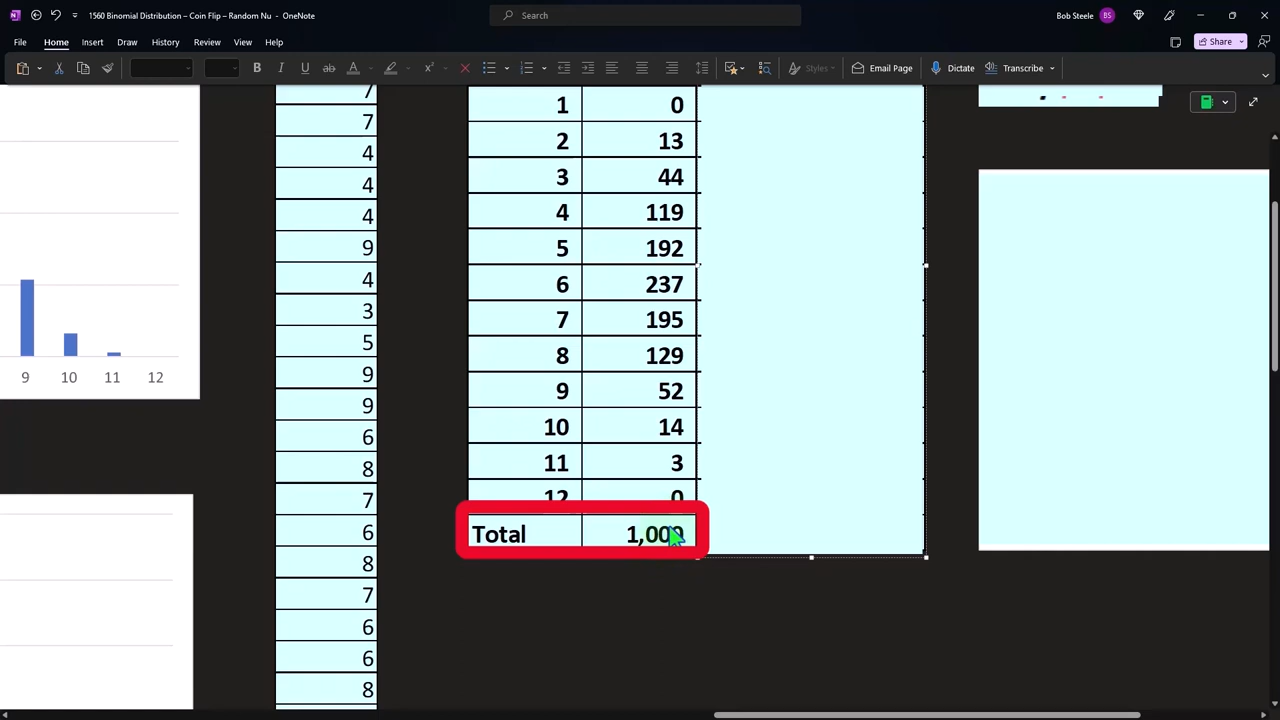 1560 Binomial Distribution – Coin Flip – Random Nu - OneNote
Search
Bob Steele
BS
File Home Insert Draw History Review View Help
Share
B I U ab A x
Styles
Email Page
Dictate
Transcribe
7
7
4
4
4
9
4
3
5
9
9
6
8
7
6
8
7
6
6
8
1 0
2 13
3 44
4 119
5 192
6 237
7 195
8 129
9 52
10 14
11 3
12 0
Total 1,000
9 10 11 12